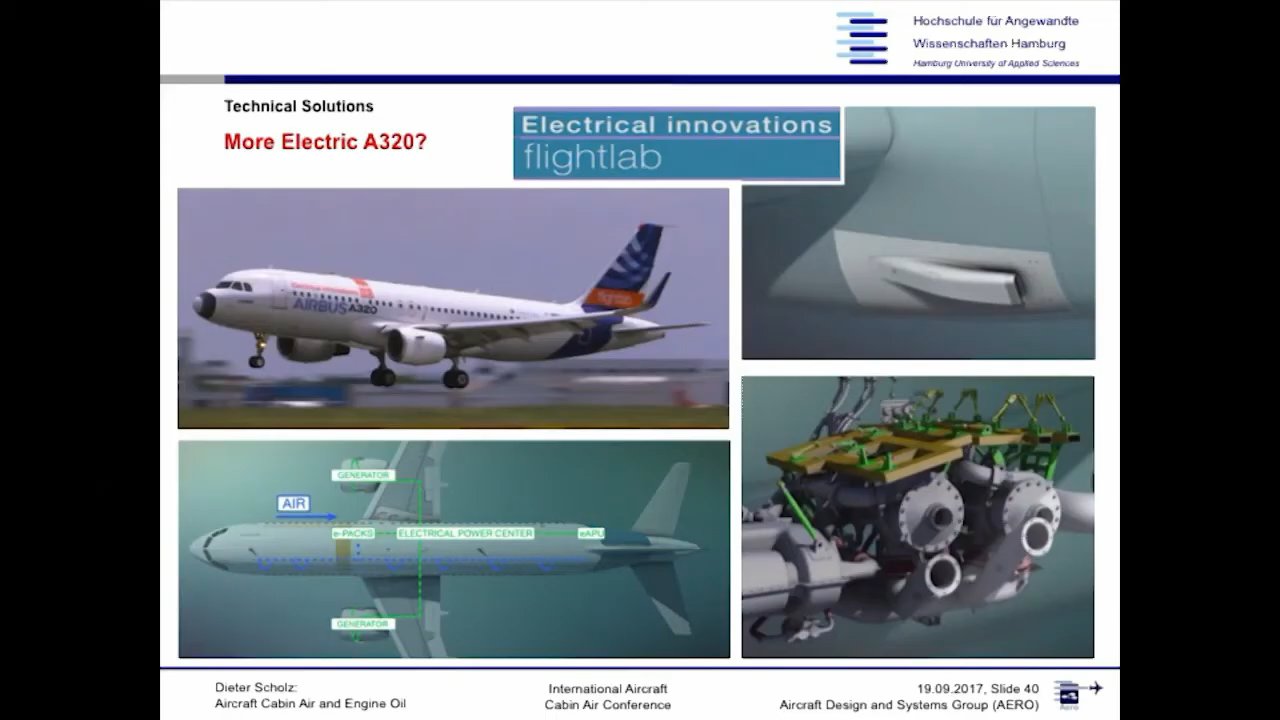 Hochschule für Angewandte
Wissenschaften Hamburg
Hamburg University of Applied Sciences
Technical Solutions
More Electric A320?
Electrical innovations
flightlab
AIRBUS A320
flightlab
GENERATOR
AIR
e-PACKS
ELECTRICAL POWER CENTER
eAPU
GENERATOR
Dieter Scholz:
Aircraft Cabin Air and Engine Oil
International Aircraft
Cabin Air Conference
19.09.2017, Slide 40
Aircraft Design and Systems Group (AERO)
Aero